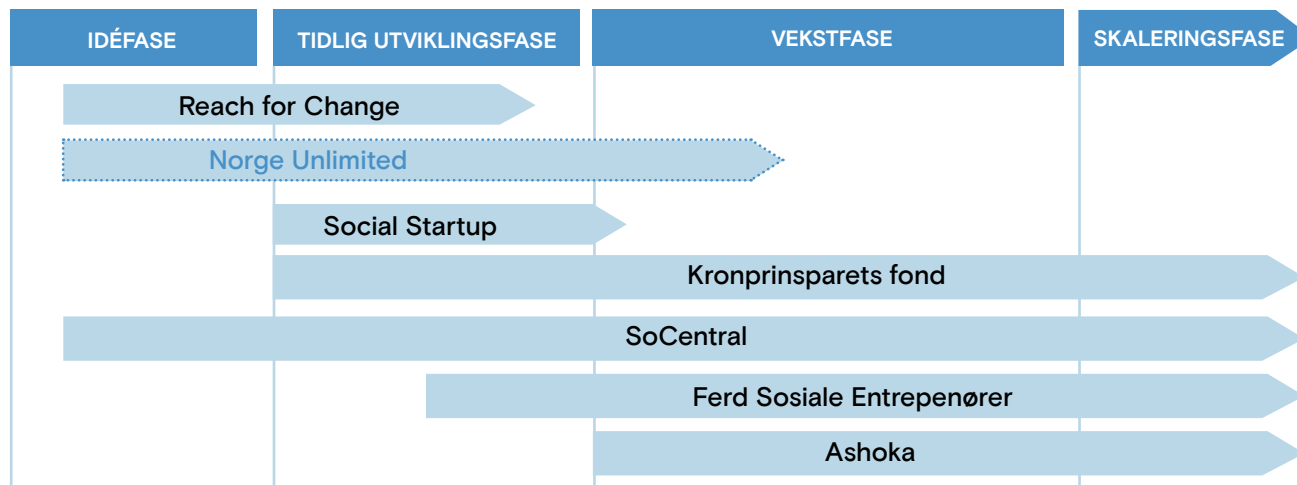 IDÉFASE
TIDLIG UTVIKLINGSFASE
VEKSTFASE
SKALERINGSFASE
Reach for Change
Norge Unlimited
Social Startup
Kronprinsparets fond
SoCentral
Ferd Sosiale Entrepenører
Ashoka